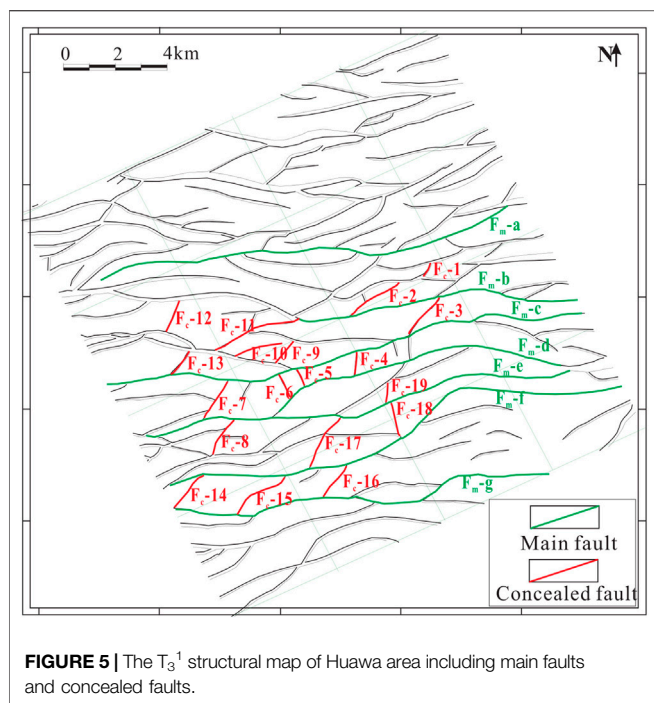 0 2 4km
N
Fm-a
Fc-1
Fm-b
Fc-2
Fc-3
Fm-c
Fc-12
Fc-11
Fm-d
Fc-10
Fc-9
Fc-13
Fc-4
Fm-e
Fc-5
Fc-19
Fc-6
Fm-f
Fc-7
Fc-18
Fc-8
Fc-17
Fc-16
Fm-g
Fc-14
Fc-15
Main fault
Concealed fault
FIGURE 5 | The T₃¹ structural map of Huawa area including main faults
and concealed faults.